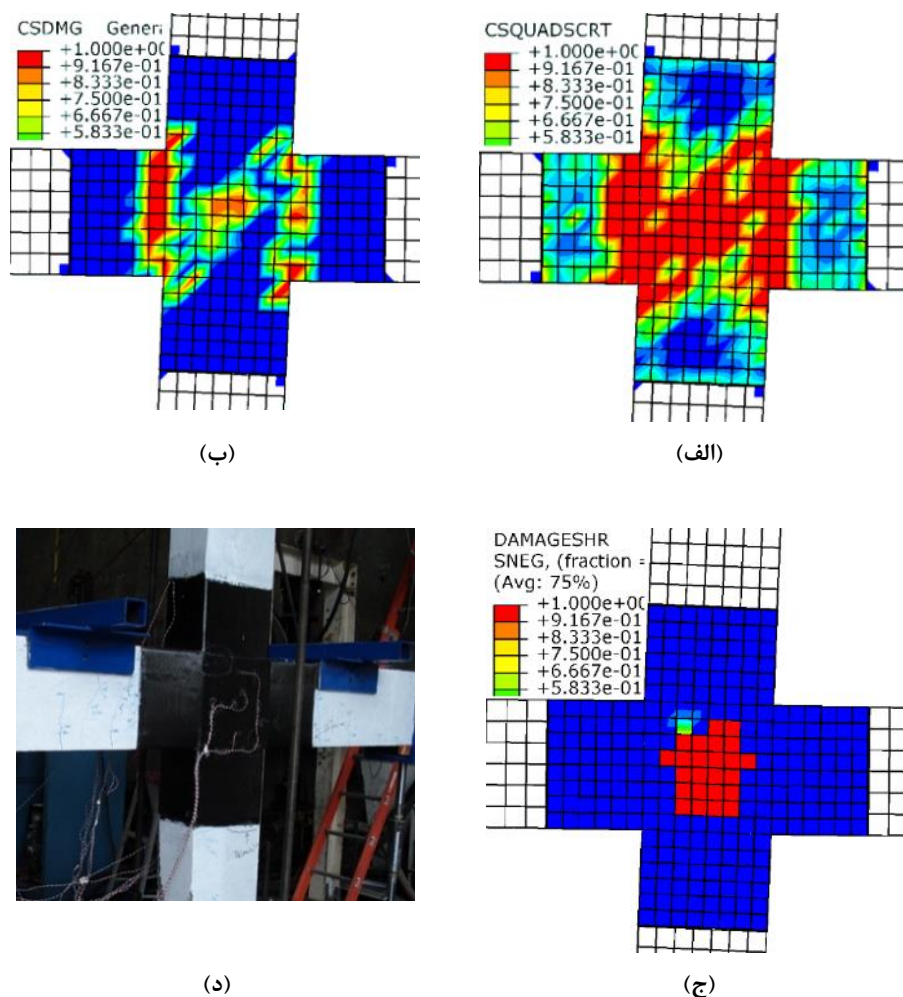 CSQUADSCRT
+1.000e+00
+9.167e-01
+8.333e-01
+7.500e-01
+6.667e-01
+5.833e-01
(الف)
CSDMG Genera
+1.000e+00
+9.167e-01
+8.333e-01
+7.500e-01
+6.667e-01
+5.833e-01
(ب)
DAMAGESHR
SNEG, (fraction =
(Avg: 75%)
+1.000e+00
+9.167e-01
+8.333e-01
+7.500e-01
+6.667e-01
+5.833e-01
(ج)
(د)